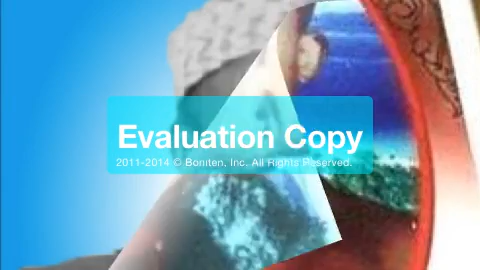 Evaluation Copy
2011-2014 © Boniten, Inc. All Rights Reserved.